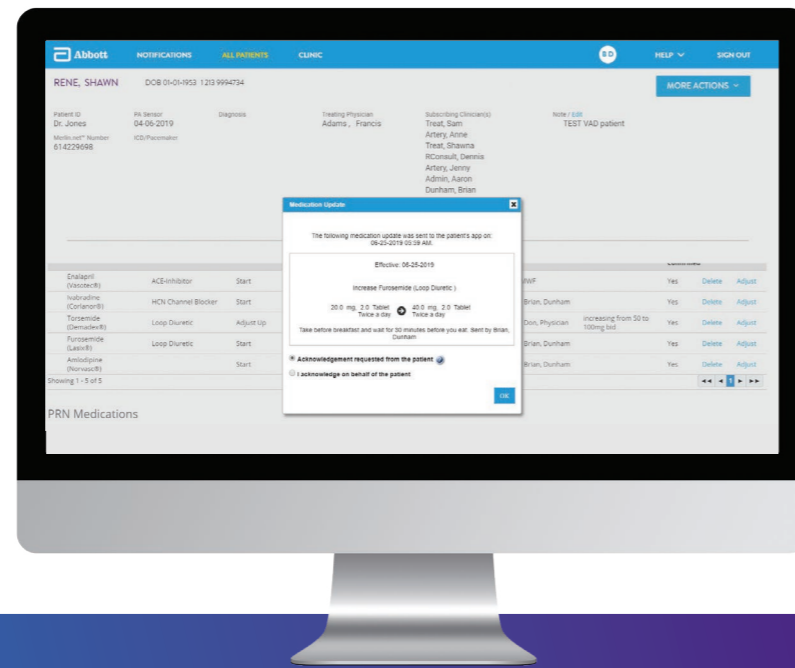 Abbott NOTIFICATIONS ALL PATIENTS CLINIC BD HELP SIGN OUT
RENE, SHAWN DOB 01-01-1953 1 213 9994734 MORE ACTIONS
Patient ID PA Sensor Diagnosis Treating Physician Subscribing Clinician(s) Note / Edit
Dr. Jones 04-06-2019 Adams, Francis Treat, Sam TEST VAD patient
Artery, Anne
Merlin.net™ Number ICD/Pacemaker
614229698 Treat, Shawna
RConsult, Dennia
Artery, Jenny
Admin, Aaron
Dunham, Brian
Medication Update
The following medication update was sent to the patient's app on:
06-25-2019 05:59 AM.
Effective: 06-25-2019
Increase Furosemide (Loop Diuretic )
20.0 mg, 2.0 Tablet 40.0 mg, 2.0 Tablet
Twice a day Twice a day
Take before breakfast and wait for 50 minutes before you eat. Sent by Brian,
Dunham
Acknowledgement requested from the patient
I acknowledge on behalf of the patient
OK
Enalapril
(Vasotec®) ACE-Inhibitor Start Yes Delete Adjust
Ivabradine
(Corlanor®) HCN Channel Blocker Start Brian, Dunham Yes Delete Adjust
Torsemide
(Demadex®) Loop Diuretic Adjust Up Don, Physician increasing from 50 to
100mg bid. Yes Delete Adjust
Furosemide
(Lasix®) Loop Diuretic Start Brian, Dunham Yes Delete Adjust
Amlodipine
(Norvasc®) Start Brian, Dunham Yes Delete Adjust
Showing 1 - 5 of 5 1
PRN Medications